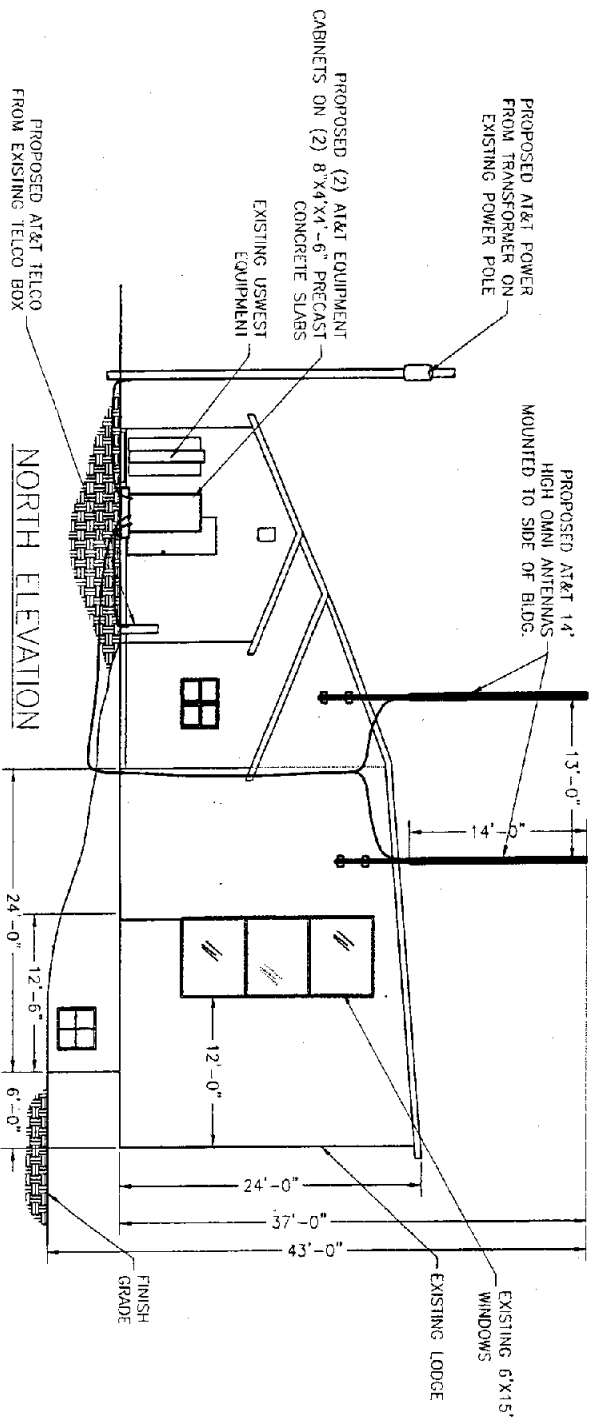 PROPOSED AT&T POWER
FROM TRANSFORMER ON
EXISTING POWER POLE
PROPOSED (2) AT&T EQUIPMENT
CABINETS ON (2) 8"X4'X4'-6" PRECAST
CONCRETE SLABS
EXISTING USWEST
EQUIPMENT
PROPOSED AT&T TELCO
FROM EXISTING TELCO BOX
PROPOSED AT&T 14'
HIGH OMNI ANTENNAS
MOUNTED TO SIDE OF BLDG.
13'-0"
14'-0"
12'-0"
24'-0"
37'-0"
43'-0"
EXISTING 6'X15'
WINDOWS
EXISTING LODGE
FINISH
GRADE
12'-6"
6'-0"
24'-0"
NORTH ELEVATION